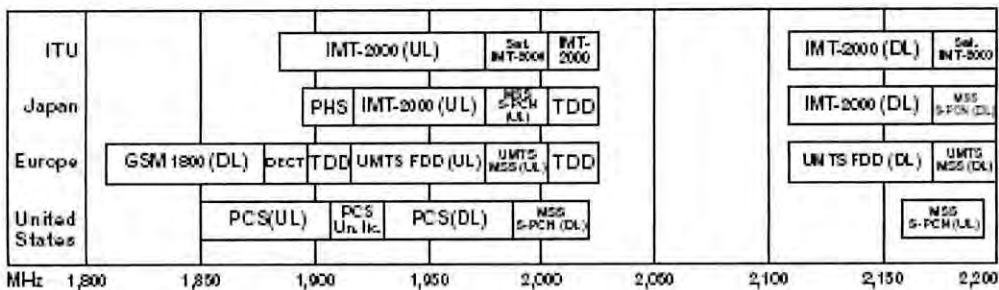 ITU IMT-2000 (UL) Sat. IMT-2000 IMT-2000 IMT-2000 (DL) Sat. IMT-2000
Japan PHS IMT-2000 (UL) MSS S-PCN (UL) TDD IMT-2000 (DL) MSS S-PCN (DL)
Europe GSM 1800 (DL) DECT TDD UMTS FDD (UL) UMTS MSS (UL) TDD UMTS FDD (DL) UMTS MSS (DL)
United States PCS(UL) PCS Un. lic. PCS(DL) MSS S-PCN (DL) MSS S-PCN (UL)
MHz 1,800 1,850 1,900 1,950 2,000 2,050 2,100 2,150 2,200